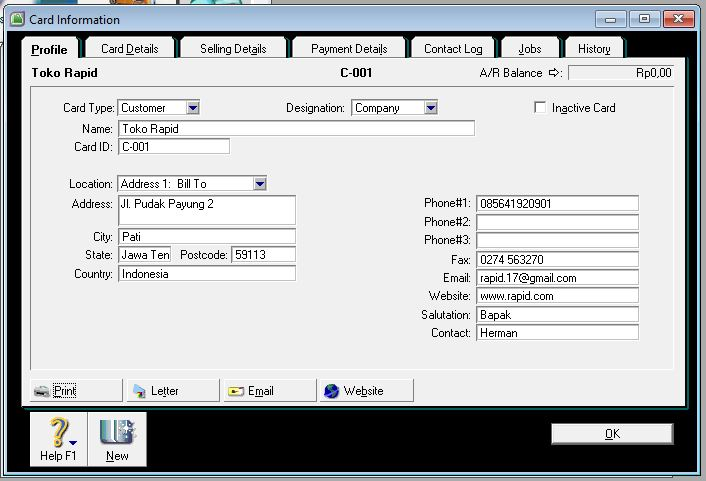 Card Information
Profile Card Details Selling Details Payment Details Contact Log Jobs History
Toko Rapid C-001 A/R Balance ⇨: Rp0,00
Card Type: Customer Designation: Company Inactive Card
Name: Toko Rapid
Card ID: C-001
Location: Address 1: Bill To
Address: Jl. Pudak Payung 2
City: Pati
State: Jawa Ten Postcode: 59113
Country: Indonesia
Phone#1: 085641920901
Phone#2:
Phone#3:
Fax: 0274 563270
Email: rapid.17@gmail.com
Website: www.rapid.com
Salutation: Bapak
Contact: Herman
Print Letter Email Website
Help F1 New OK